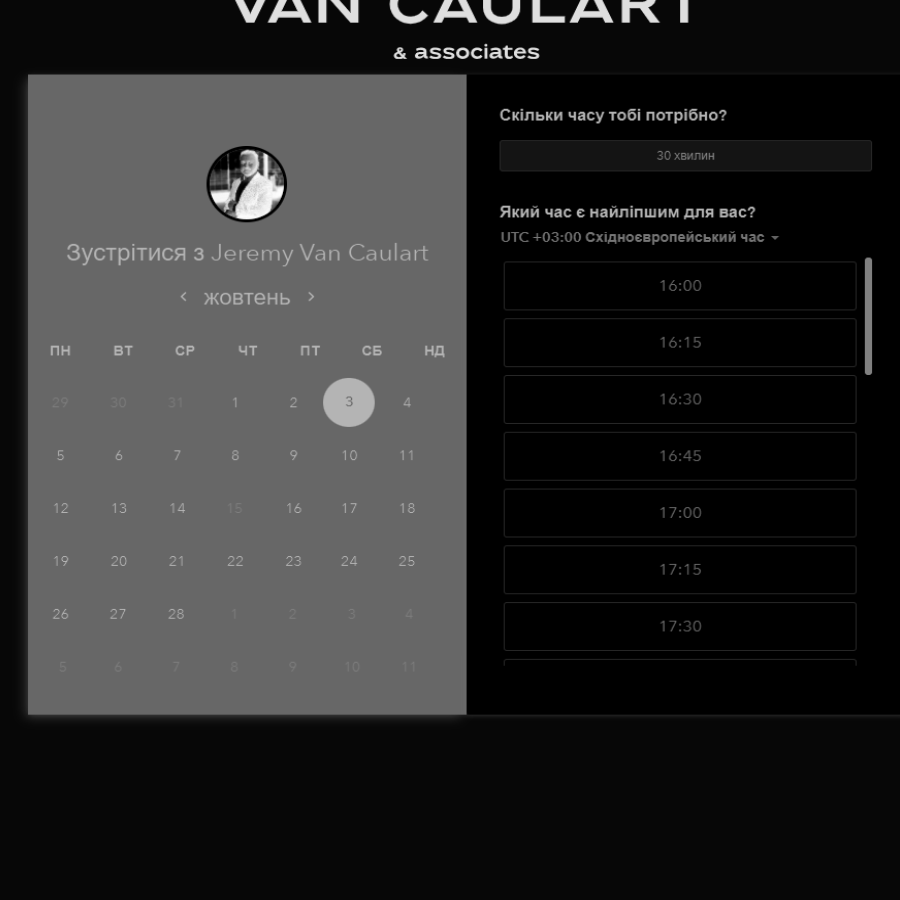 VAN CAULART
& associates
Зустрітися з Jeremy Van Caulart
жовтень
ПН ВТ СР ЧТ ПТ СБ НД
29 30 31 1 2 3 4
5 6 7 8 9 10 11
12 13 14 15 16 17 18
19 20 21 22 23 24 25
26 27 28 1 2 3 4
5 6 7 8 9 10 11
Скільки часу тобі потрібно?
30 хвилин
Який час є найліпшим для вас?
UTC +03:00 Східноєвропейський час
16:00
16:15
16:30
16:45
17:00
17:15
17:30